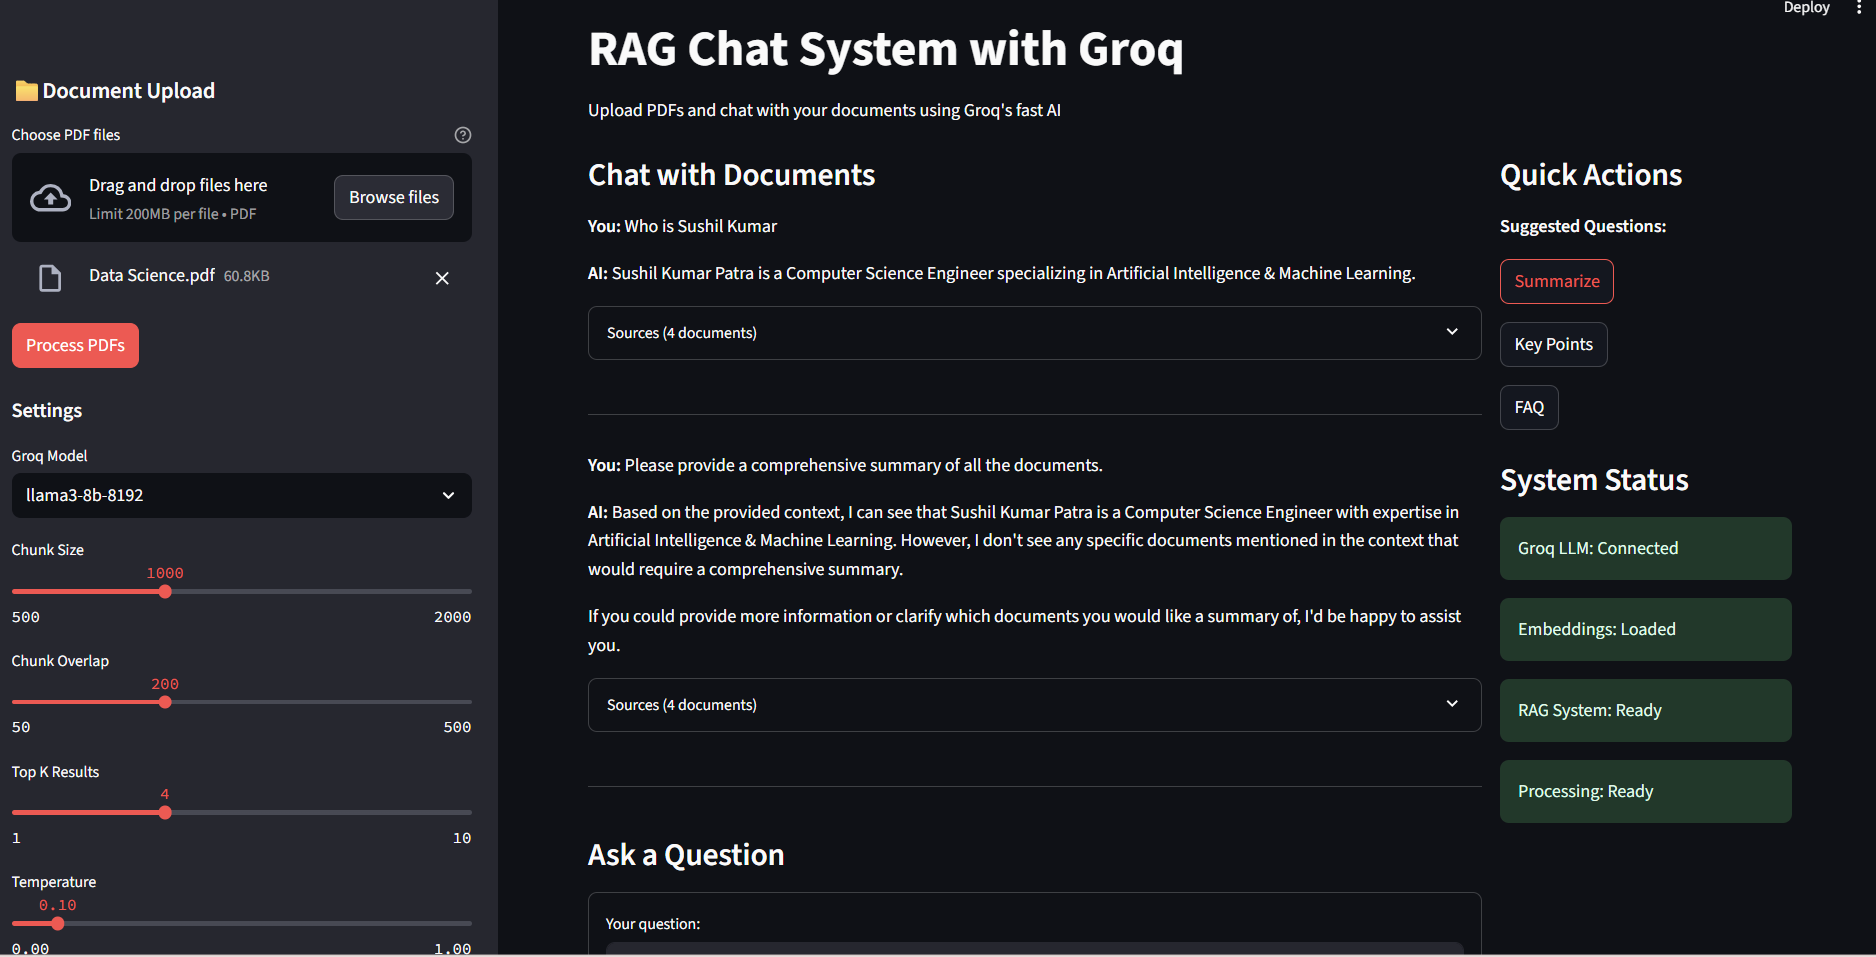 Deploy
Document Upload
Choose PDF files
Drag and drop files here
Limit 200MB per file • PDF
Browse files
Data Science.pdf 60.8KB
Process PDFs
Settings
Groq Model
llama3-8b-8192
Chunk Size
1000
500 2000
Chunk Overlap
200
50 500
Top K Results
4
1 10
Temperature
0.10
0.00 1.00
RAG Chat System with Groq
Upload PDFs and chat with your documents using Groq's fast AI
Chat with Documents
You: Who is Sushil Kumar
AI: Sushil Kumar Patra is a Computer Science Engineer specializing in Artificial Intelligence & Machine Learning.
Sources (4 documents)
You: Please provide a comprehensive summary of all the documents.
AI: Based on the provided context, I can see that Sushil Kumar Patra is a Computer Science Engineer with expertise in
Artificial Intelligence & Machine Learning. However, I don't see any specific documents mentioned in the context that
would require a comprehensive summary.
If you could provide more information or clarify which documents you would like a summary of, I'd be happy to assist
you.
Sources (4 documents)
Ask a Question
Your question:
Quick Actions
Suggested Questions:
Summarize
Key Points
FAQ
System Status
Groq LLM: Connected
Embeddings: Loaded
RAG System: Ready
Processing: Ready